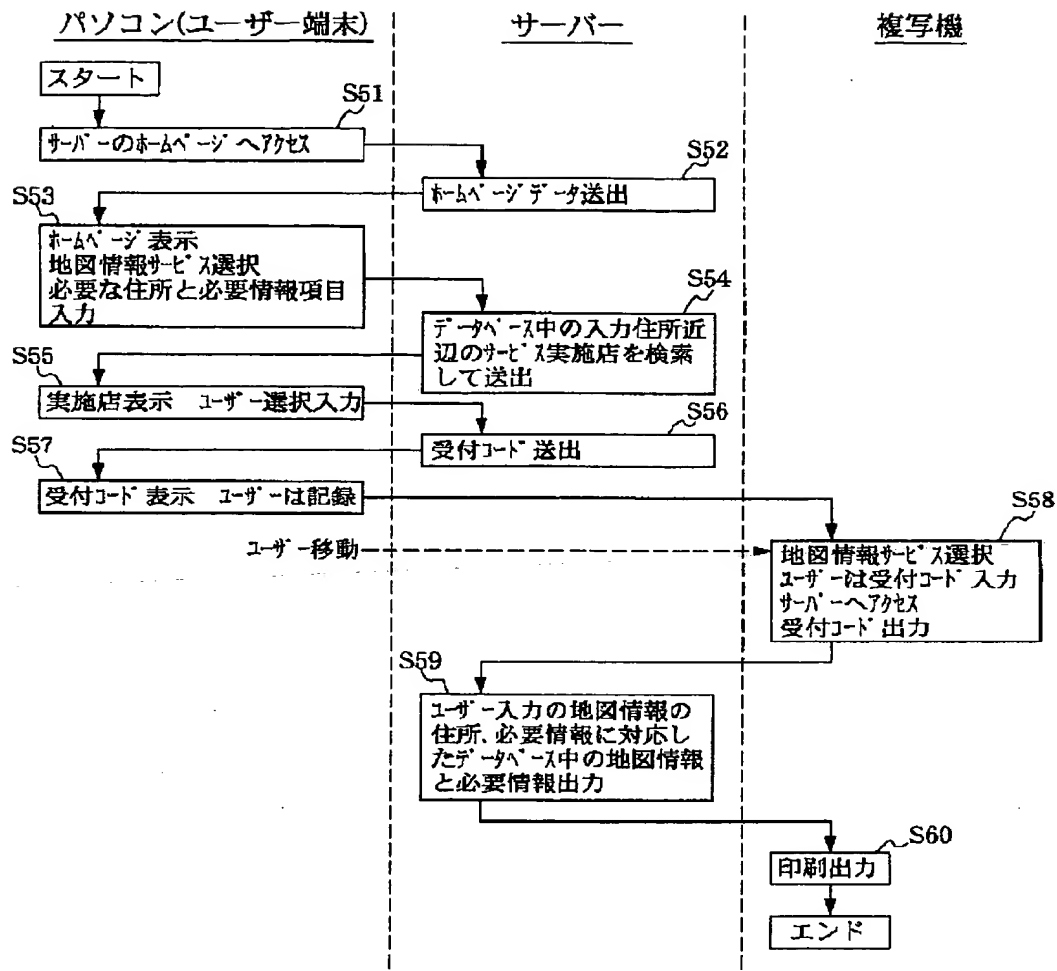 パソコン(ユーザー端末)
サーバー
複写機
スタート
S51
サーバーのホームページへアクセス
S52
ホームページデータ送出
S53
ホームページ表示
地図情報サービス選択
必要な住所と必要情報項目
入力
S54
データベース中の入力住所近
辺のサービス実施店を検索
して送出
S55
実施店表示 ユーザー選択入力
S56
受付コード送出
S57
受付コード表示 ユーザーは記録
ユーザー移動
S58
地図情報サービス選択
ユーザーは受付コード入力
サーバーへアクセス
受付コード出力
S59
ユーザー入力の地図情報の
住所、必要情報に対応し
たデータベース中の地図情報
と必要情報出力
S60
印刷出力
エンド